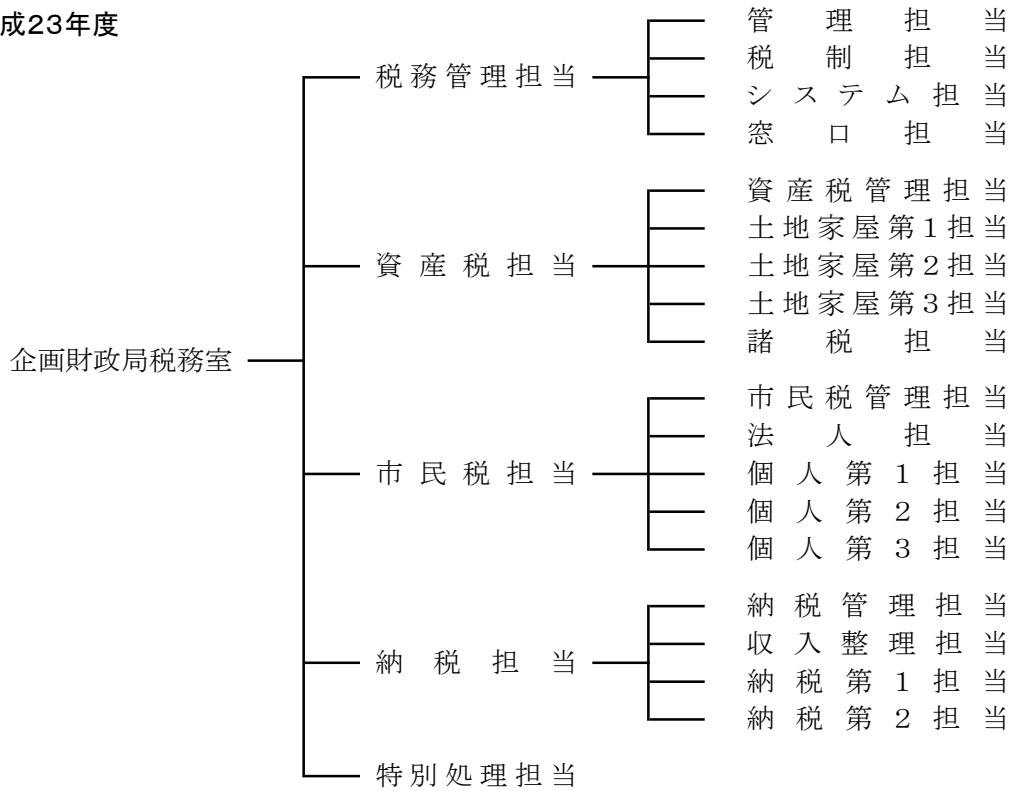 成23年度
管理担当
税務管理担当
税制担当
システム担当
窓口担当
資産税管理担当
土地家屋第1担当
資産税担当
土地家屋第2担当
土地家屋第3担当
諸税担当
企画財政局税務室
市民税管理担当
法人担当
市民税担当
個人第1担当
個人第2担当
個人第3担当
納税管理担当
収入整理担当
納税担当
納税第1担当
納税第2担当
特別処理担当